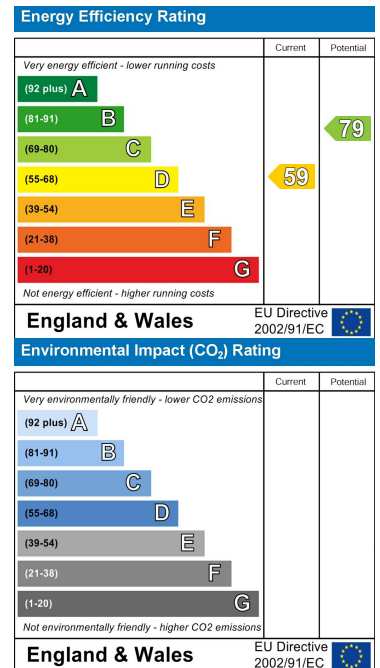 Energy Efficiency Rating
Current Potential
Very energy efficient - lower running costs
(92 plus) A
(81-91) B
(69-80) C
(55-68) D
(39-54) E
(21-38) F
(1-20) G
59
79
Not energy efficient - higher running costs
England & Wales
EU Directive
2002/91/EC
Environmental Impact (CO₂) Rating
Current Potential
Very environmentally friendly - lower CO2 emissions
(92 plus) A
(81-91) B
(69-80) C
(55-68) D
(39-54) E
(21-38) F
(1-20) G
Not environmentally friendly - higher CO2 emissions
England & Wales
EU Directive
2002/91/EC